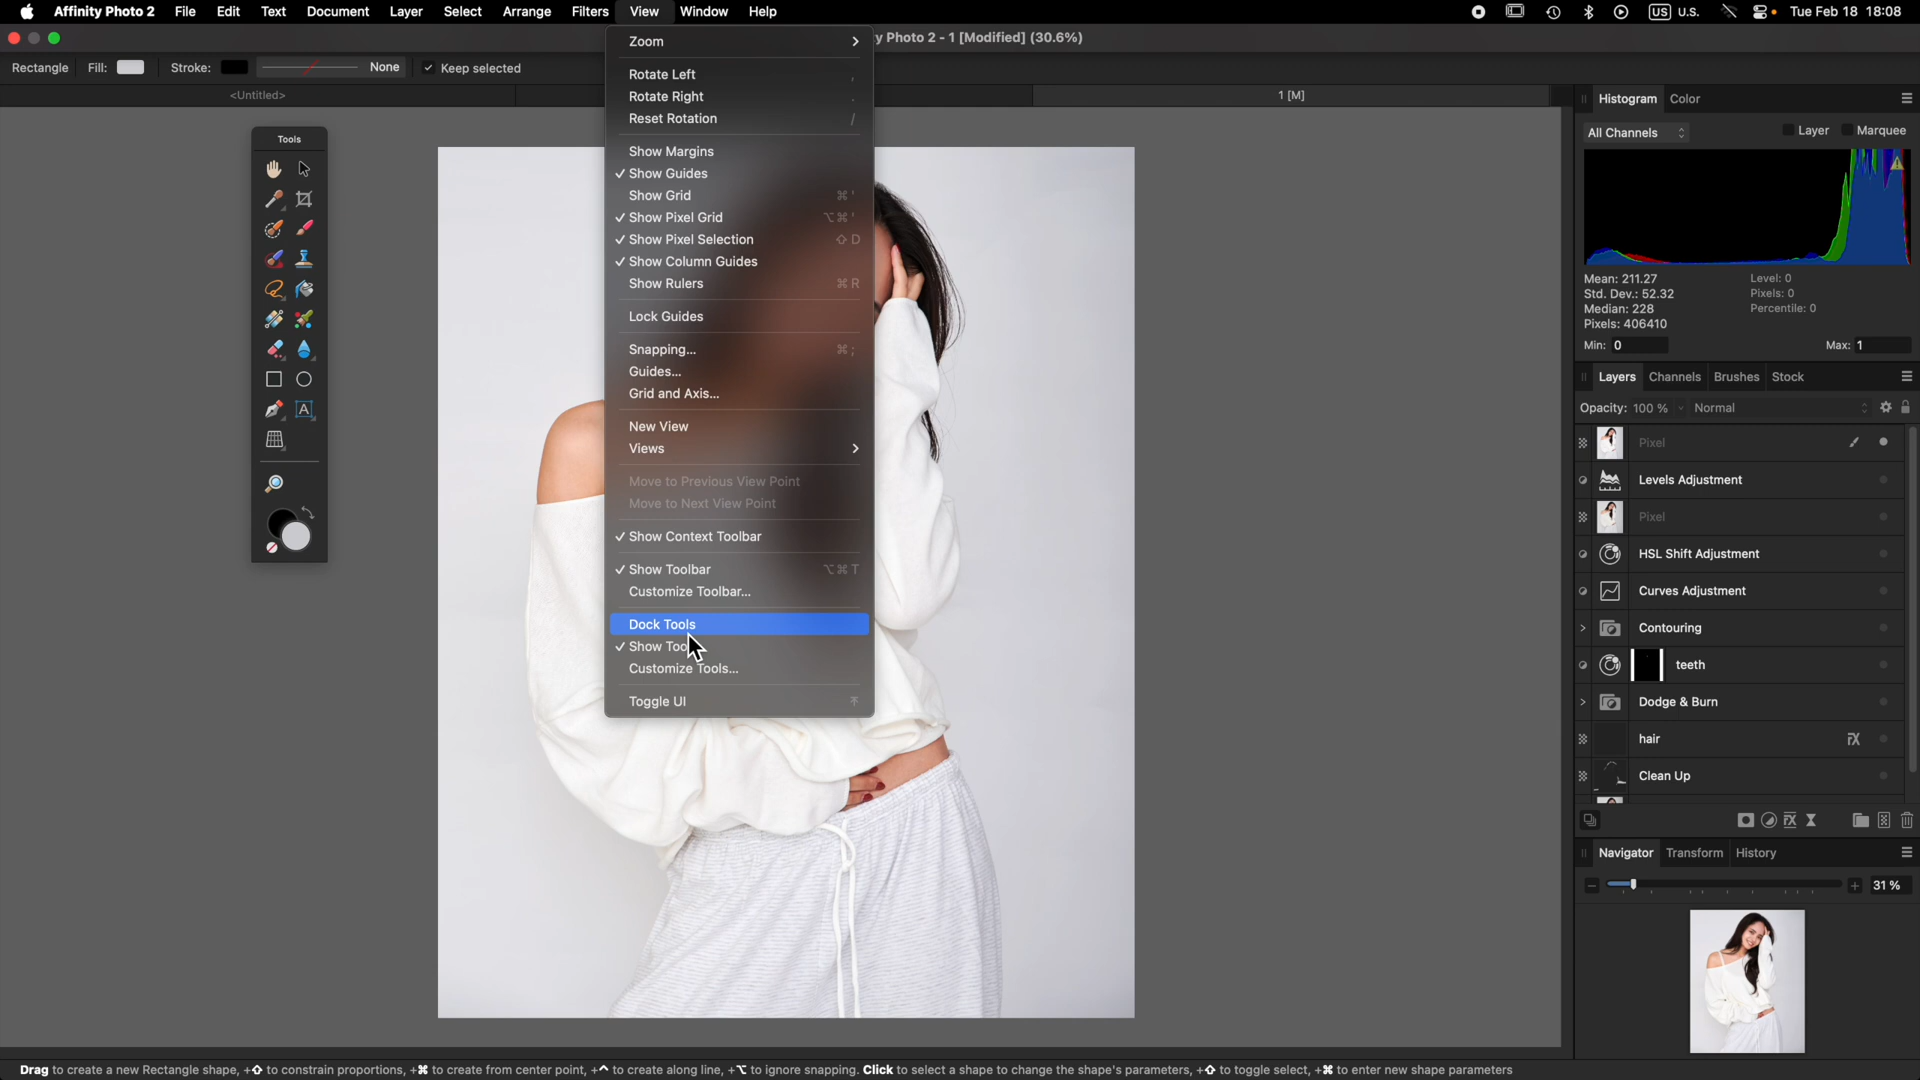 Affinity Photo 2 File Edit Text Document Layer Select Arrange Filters View Window Help US U.S. Tue Feb 18 18:08
y Photo 2 - 1 [Modified] (30.6%)
Rectangle Fill: Stroke: None Keep selected
<Untitled> 1 [M]
Tools
Zoom
Rotate Left ,
Rotate Right .
Reset Rotation /
Show Margins
✓ Show Guides
Show Grid ⌘ '
✓ Show Pixel Grid ⌥⌘ '
✓ Show Pixel Selection ⇧ D
✓ Show Column Guides
Show Rulers ⌘ R
Lock Guides
Snapping... ⌘ ;
Guides...
Grid and Axis...
New View
Views
Move to Previous View Point
Move to Next View Point
✓ Show Context Toolbar
✓ Show Toolbar ⌥⌘ T
Customize Toolbar...
Dock Tools
✓ Show
Customize Tools...
Toggle UI
Histogram Color
All Channels Layer Marquee
Mean: 211.27 Level: 0
Std. Dev.: 52.32 Pixels: 0
Median: 228 Percentile: 0
Pixels: 406410
Min: 0 Max: 1
Layers Channels Brushes Stock
Opacity: 100 % Normal
Pixel
Levels Adjustment
Pixel
HSL Shift Adjustment
Curves Adjustment
Contouring
teeth
Dodge & Burn
hair
Clean Up
Navigator Transform History
31 %
Drag to create a new Rectangle shape, +⇧ to constrain proportions, +⌘ to create from center point, +^ to create along line, +⌥ to ignore snapping. Click to select a shape to change the shape's parameters, +⇧ to toggle select, +⌘ to enter new shape parameters